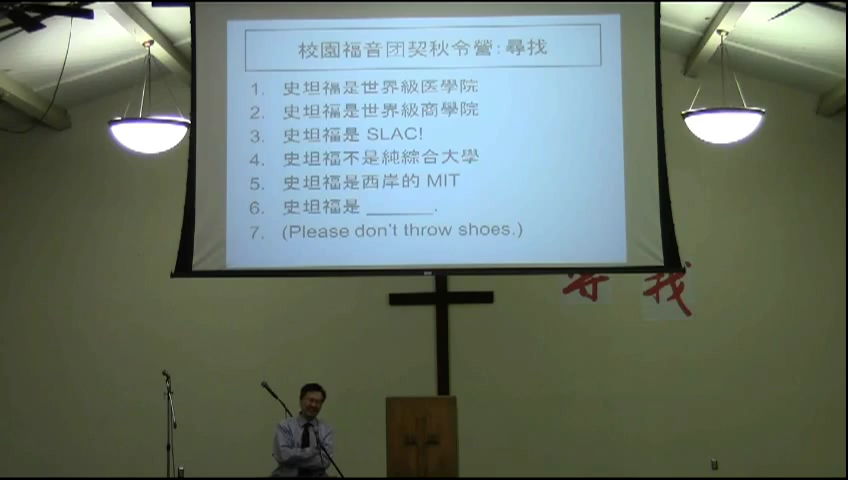 校園福音团契秋令營: 尋找
1. 史坦福是世界級医學院
2. 史坦福是世界級商學院
3. 史坦福是 SLAC!
4. 史坦福不是純綜合大學
5. 史坦福是西岸的 MIT
6. 史坦福是 ______.
7. (Please don't throw shoes.)
尋找